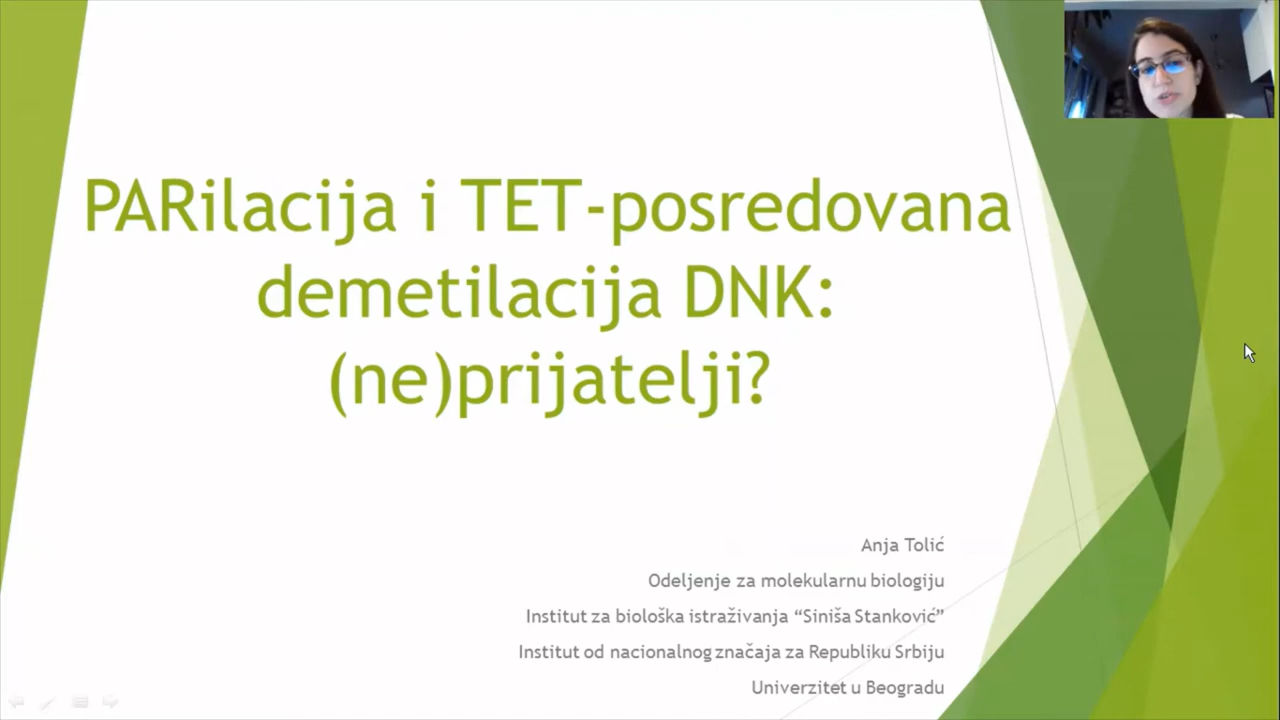 PARilacija i TET-posredovana
demetilacija DNK:
(ne)prijatelji?
Anja Tolić
Odeljenje za molekularnu biologiju
Institut za biološka istraživanja “Siniša Stanković”
Institut od nacionalnog značaja za Republiku Srbiju
Univerzitet u Beogradu